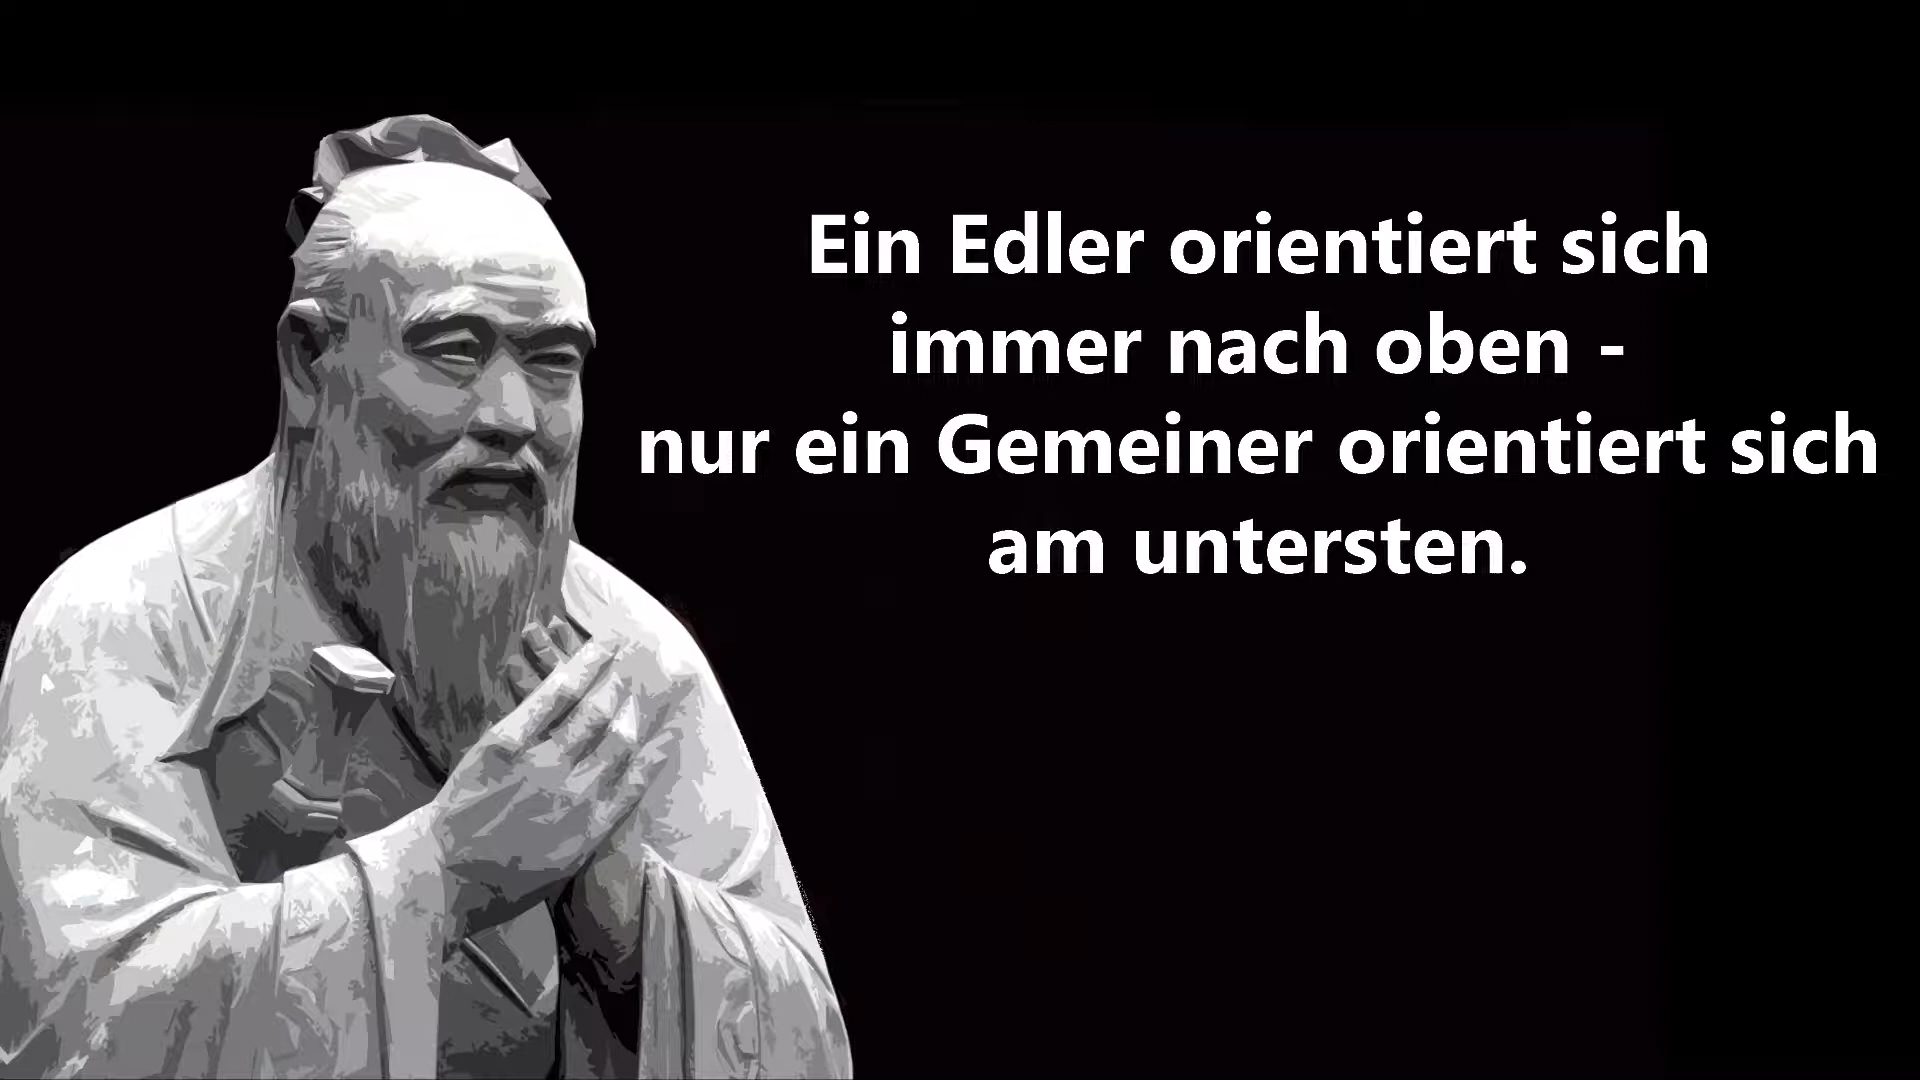 Ein Edler orientiert sich
immer nach oben -
nur ein Gemeiner orientiert sich
am untersten.